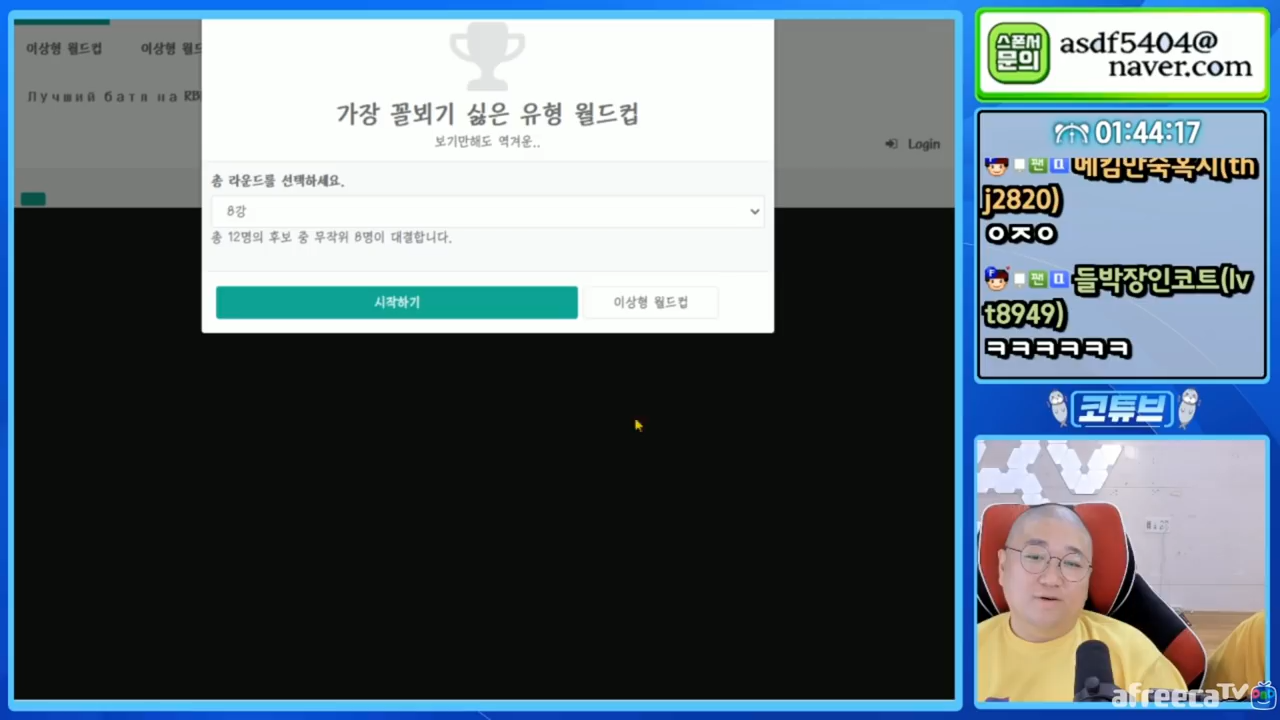 이상형 월드컵
이상형 월드
Лучший батя на
가장 꼴뵈기 싫은 유형 월드컵
보기만해도 역겨운..
Login
총 라운드를 선택하세요.
8강
총 12명의 후보 중 무작위 8명이 대결합니다.
시작하기
이상형 월드컵
스폰서
문의
asdf5404@
naver.com
01:44:17
팬
메킴만죽혹시(th
j2820)
ㅇㅈㅇ
F 팬
들박장인코트(lv
t8949)
ㅋㅋㅋㅋㅋㅋ
코튜브
afreecaTV